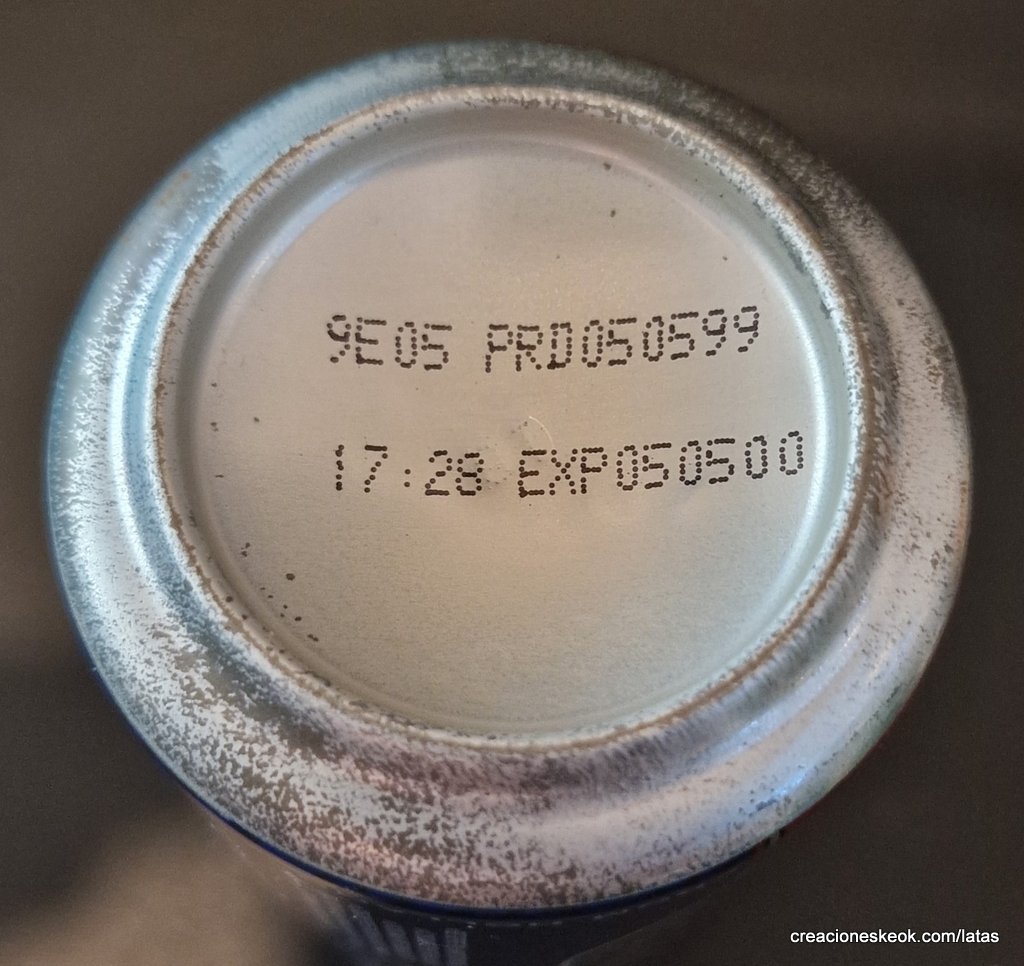 9E05 PRD050599
17:28 EXP050500
creacioneskeok.com/latas